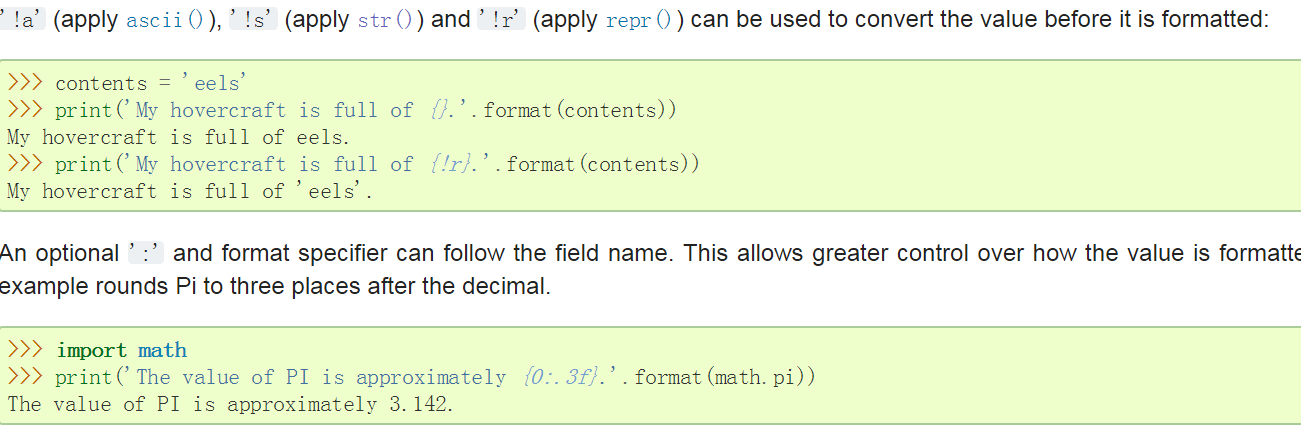 '!a' (apply ascii()), '!s' (apply str()) and '!r' (apply repr()) can be used to convert the value before it is formatted:
>>> contents = 'eels'
>>> print('My hovercraft is full of {}.'.format(contents))
My hovercraft is full of eels.
>>> print('My hovercraft is full of {!r}.'.format(contents))
My hovercraft is full of 'eels'.
An optional ':' and format specifier can follow the field name. This allows greater control over how the value is formatte
example rounds Pi to three places after the decimal.
>>> import math
>>> print('The value of PI is approximately {0:.3f}.'.format(math.pi))
The value of PI is approximately 3.142.